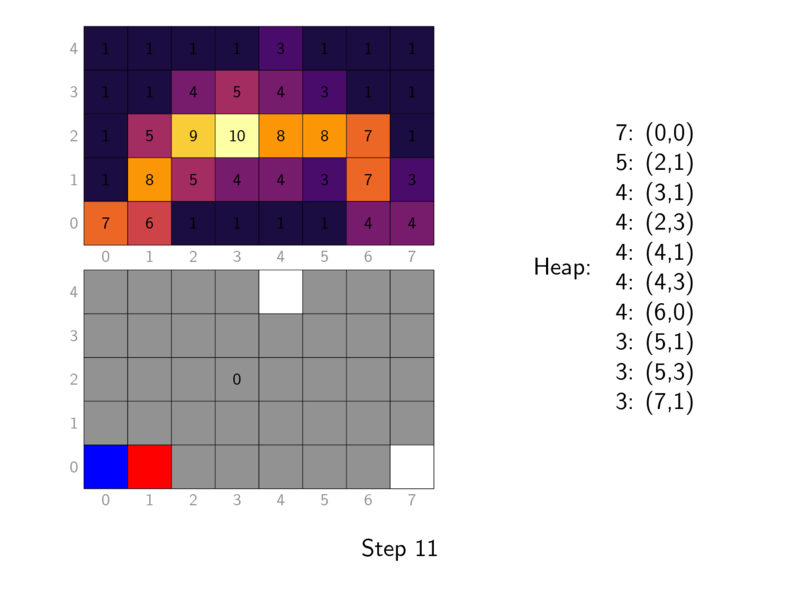 4 1 1 1 1 3 1 1 1
3 1 1 4 5 4 3 1 1
2 1 5 9 10 8 8 7 1
1 1 8 5 4 4 3 7 3
0 7 6 1 1 1 1 4 4
0 1 2 3 4 5 6 7
4
3
2 0
1
0
0 1 2 3 4 5 6 7
Heap:
7: (0,0)
5: (2,1)
4: (3,1)
4: (2,3)
4: (4,1)
4: (4,3)
4: (6,0)
3: (5,1)
3: (5,3)
3: (7,1)
Step 11